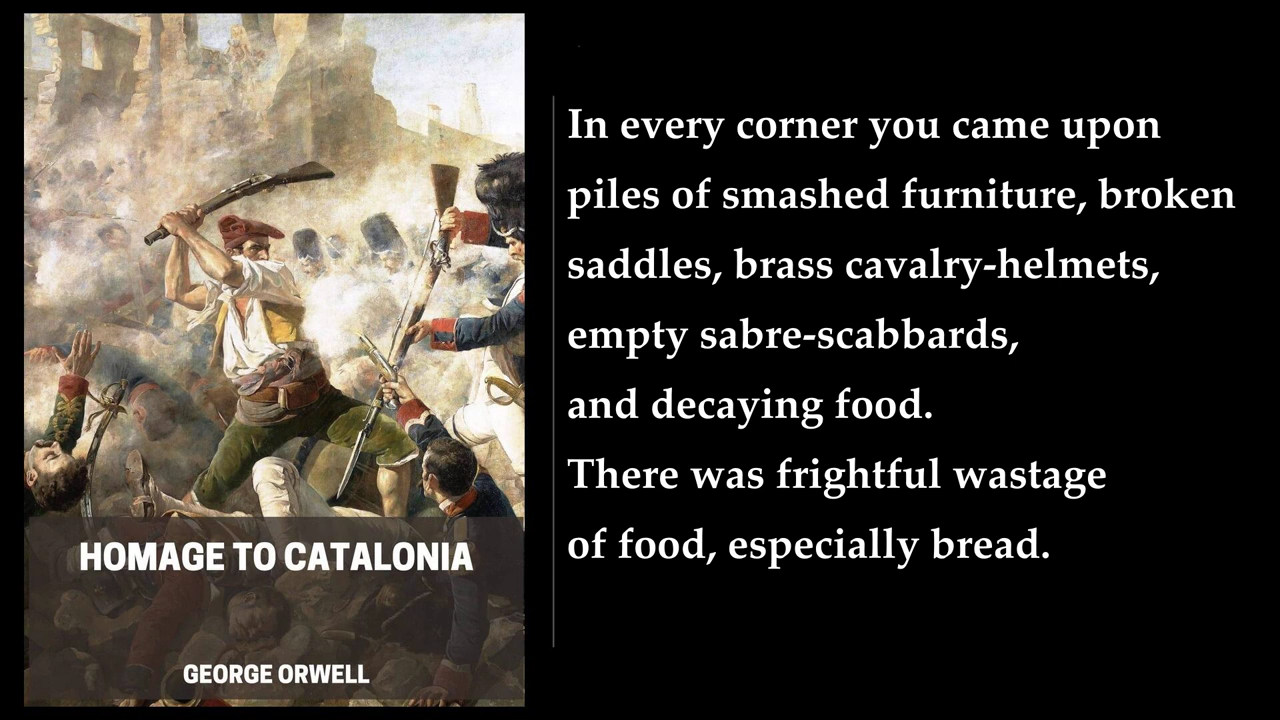 HOMAGE TO CATALONIA
GEORGE ORWELL
In every corner you came upon
piles of smashed furniture, broken
saddles, brass cavalry-helmets,
empty sabre-scabbards,
and decaying food.
There was frightful wastage
of food, especially bread.